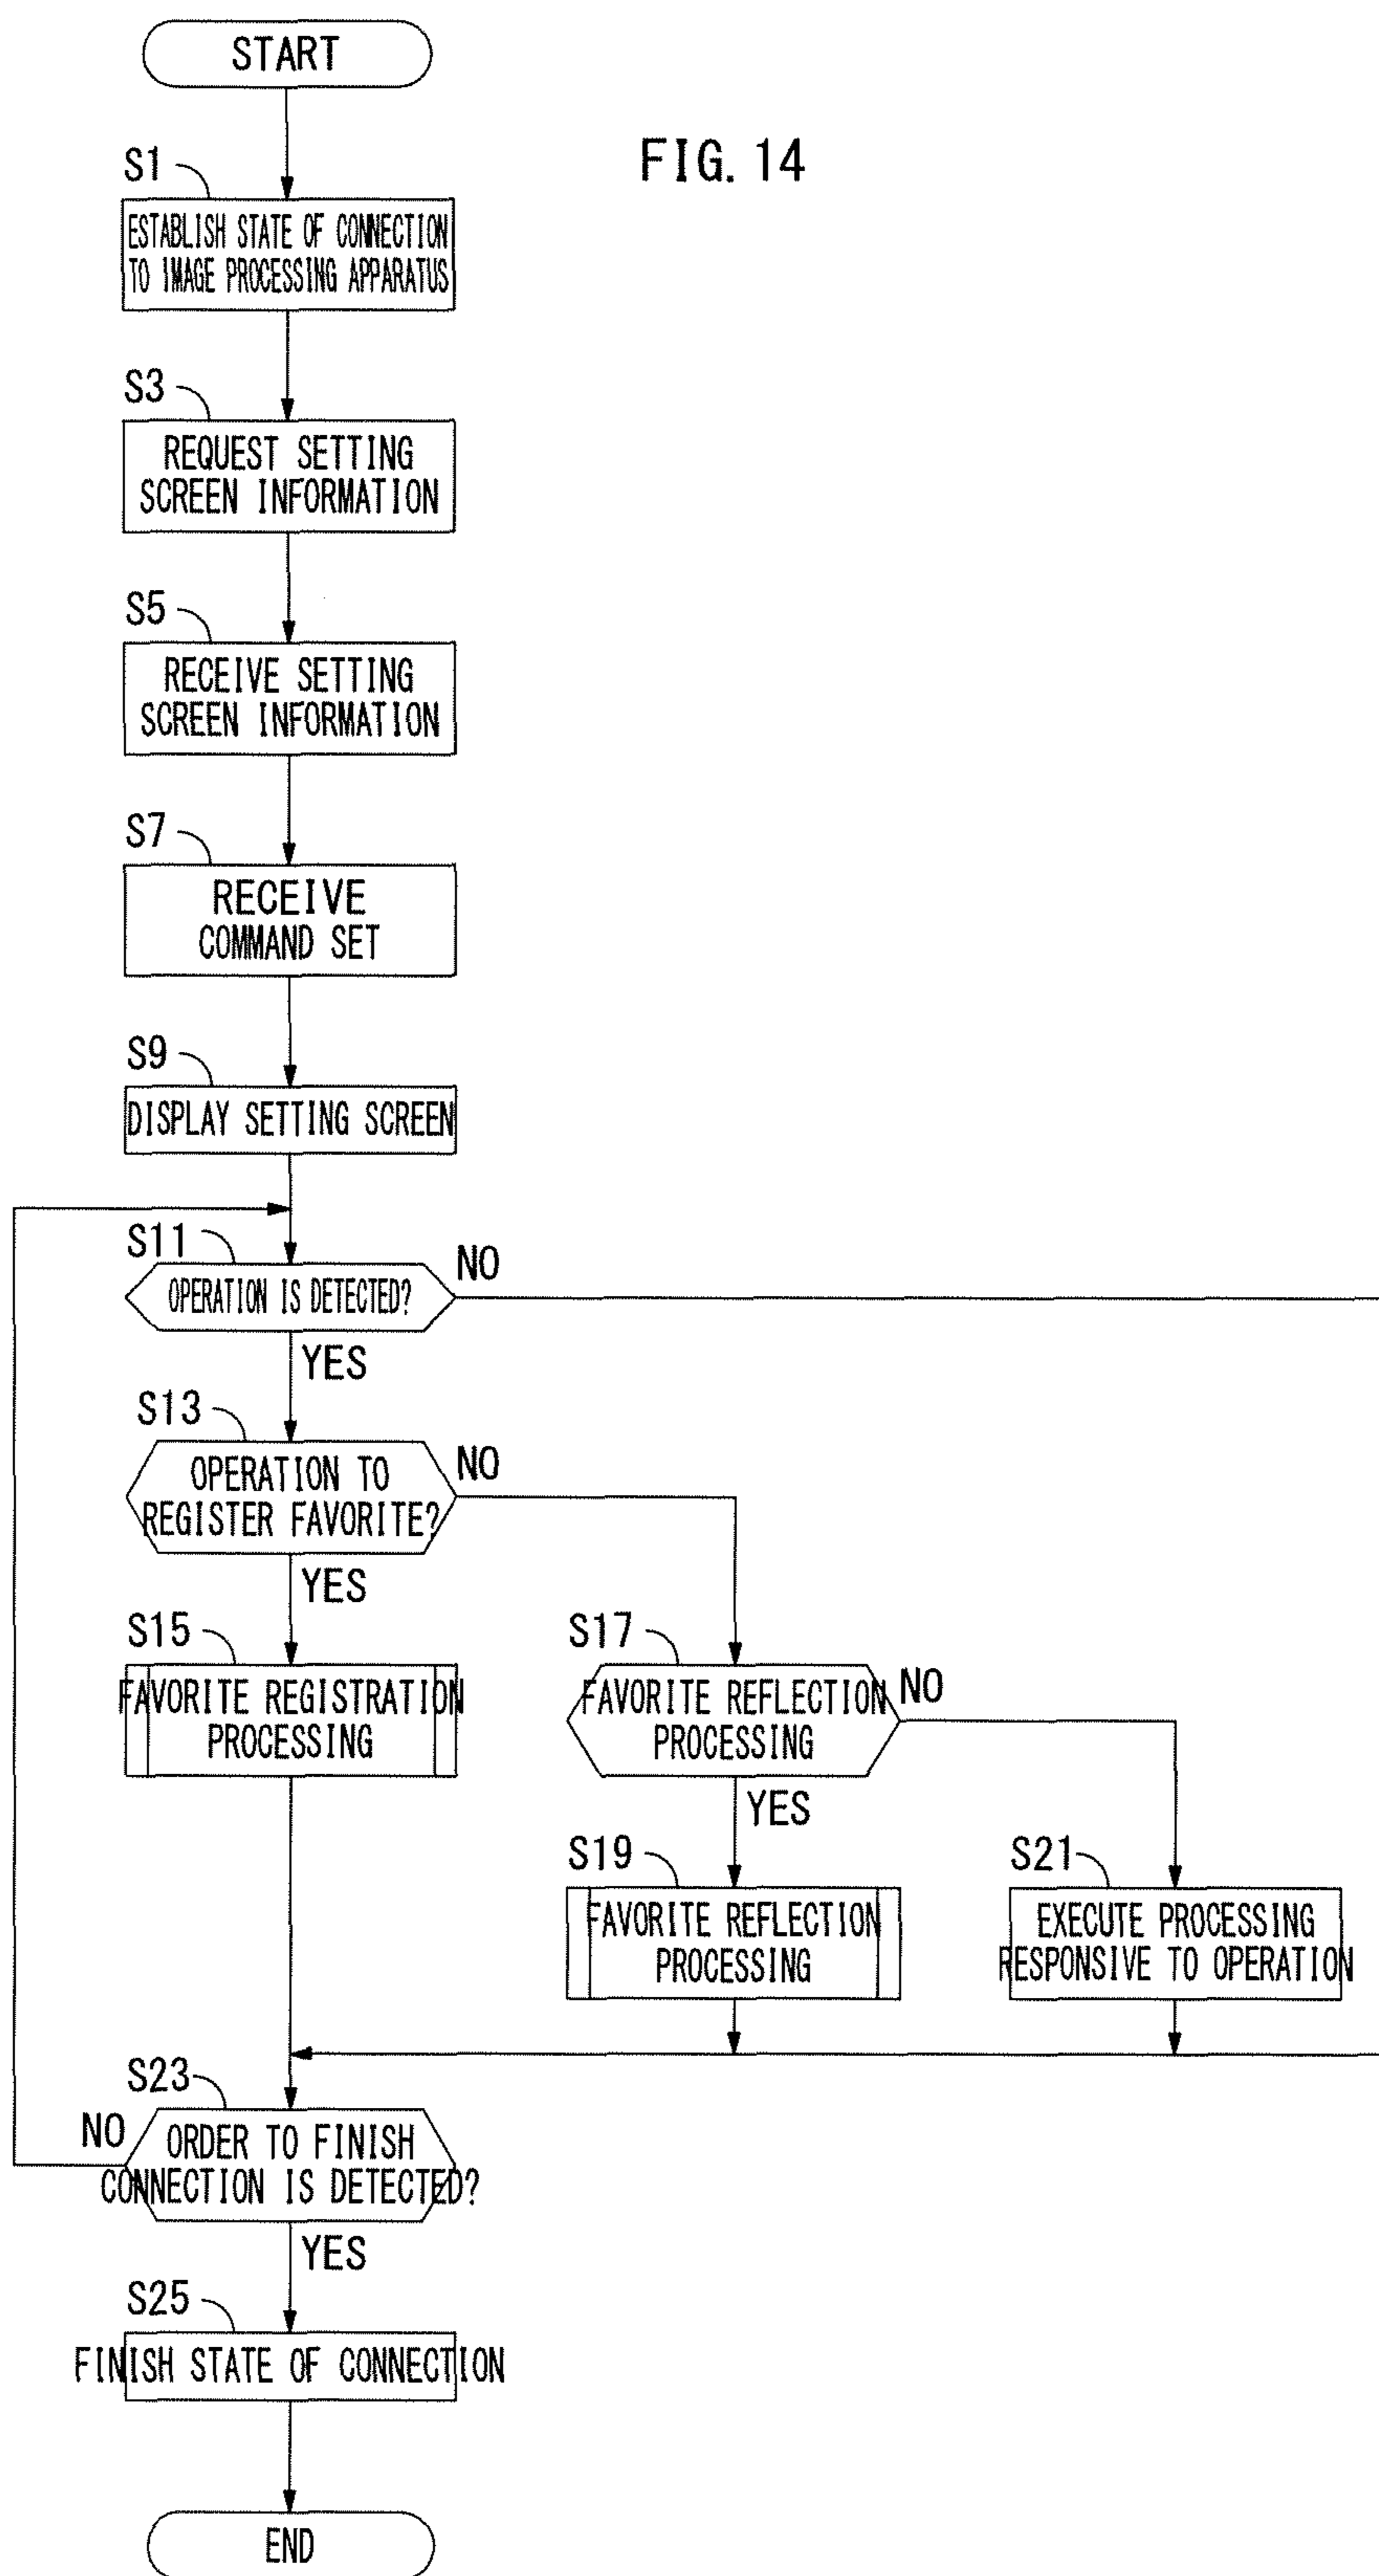 START
FIG. 14
S1
ESTABLISH STATE OF CONNECTION
TO IMAGE PROCESSING APPARATUS
S3
REQUEST SETTING
SCREEN INFORMATION
S5
RECEIVE SETTING
SCREEN INFORMATION
S7
RECEIVE
COMMAND SET
S9
DISPLAY SETTING SCREEN
S11
OPERATION IS DETECTED?
NO
YES
S13
OPERATION TO
REGISTER FAVORITE?
NO
YES
S15
FAVORITE REGISTRATION
PROCESSING
S17
FAVORITE REFLECTION
PROCESSING
NO
YES
S19
FAVORITE REFLECTION
PROCESSING
S21
EXECUTE PROCESSING
RESPONSIVE TO OPERATION
S23
NO
ORDER TO FINISH
CONNECTION IS DETECTED?
YES
S25
FINISH STATE OF CONNECTION
END